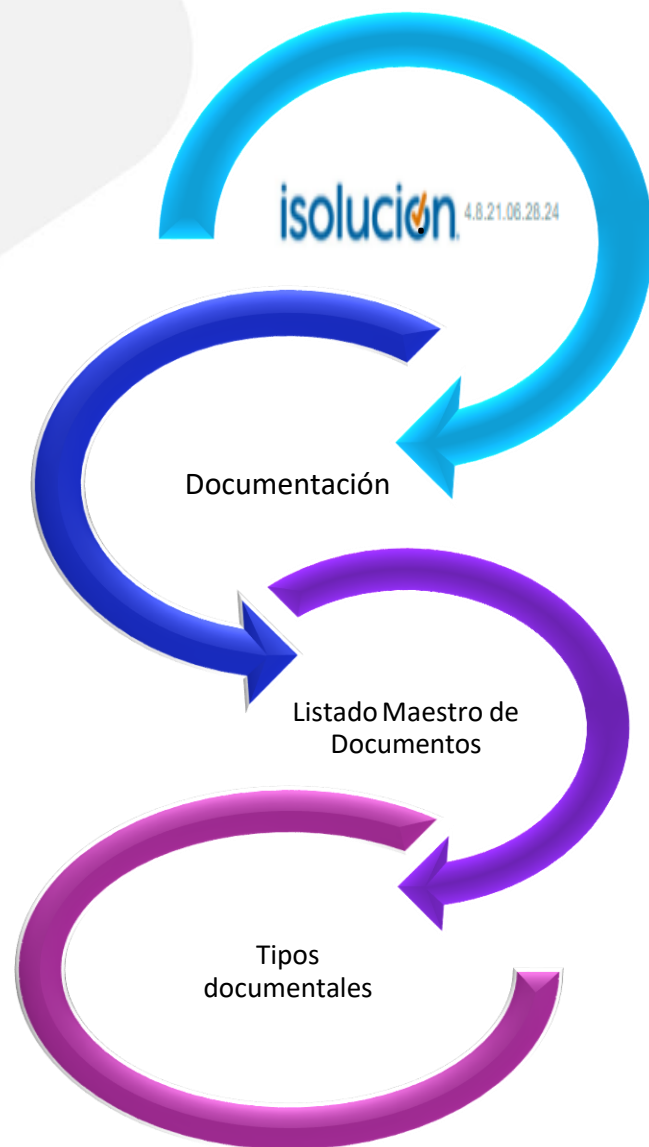 isolución. 4.8.21.06.28.24
Documentación
Listado Maestro de
Documentos
Tipos
documentales